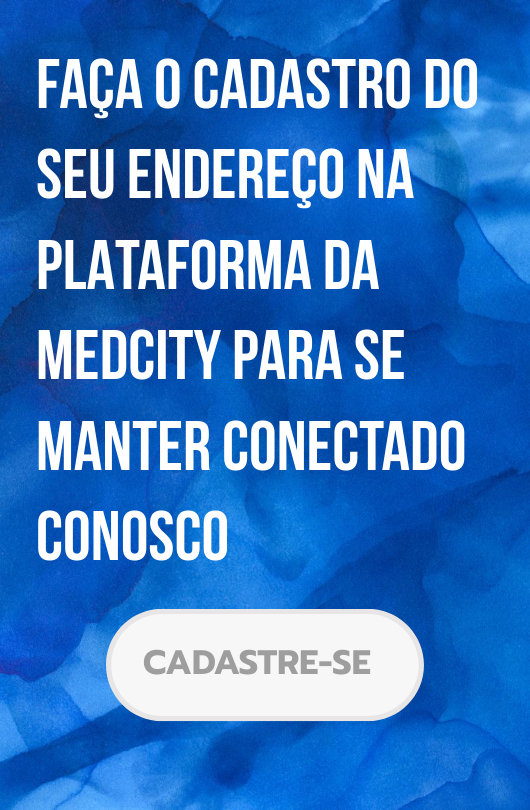 FAÇA O CADASTRO DO
SEU ENDEREÇO NA
PLATAFORMA DA
MEDCITY PARA SE
MANTER CONECTADO
CONOSCO
CADASTRE-SE